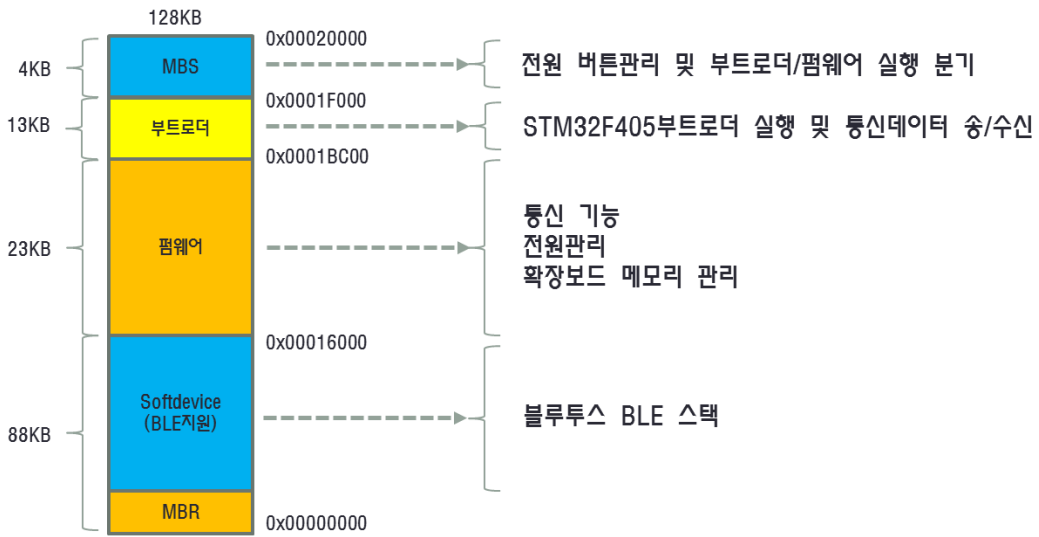 128KB
0x00020000
4KB
MBS
전원 버튼관리 및 부트로더/펌웨어 실행 분기
0x0001F000
13KB
부트로더
STM32F405부트로더 실행 및 통신데이터 송/수신
0x0001BC00
23KB
펌웨어
통신 기능
전원관리
확장보드 메모리 관리
0x00016000
88KB
Softdevice
(BLE지원)
블루투스 BLE 스택
MBR
0x00000000